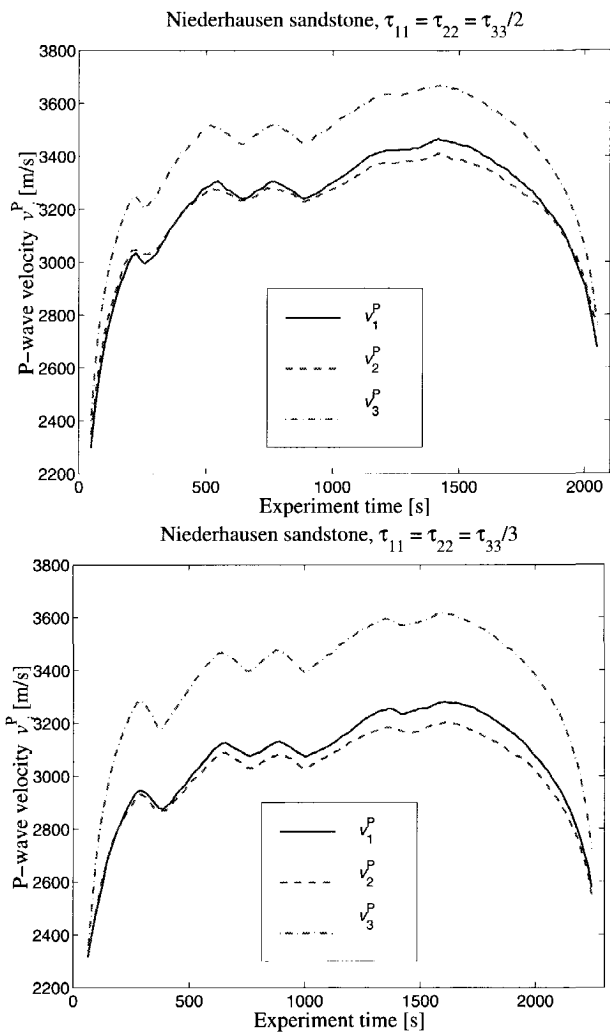 Niederhausen sandstone, τ11 = τ22 = τ33/2
3800
3600
3400
3200
3000
2800
2600
2400
2200
P−wave velocity v_i^P [m/s]
v_1^P
v_2^P
v_3^P
0 500 1000 1500 2000
Experiment time [s]
Niederhausen sandstone, τ11 = τ22 = τ33/3
3800
3600
3400
3200
3000
2800
2600
2400
2200
P−wave velocity v_i^P [m/s]
v_1^P
v_2^P
v_3^P
0 500 1000 1500 2000
Experiment time [s]